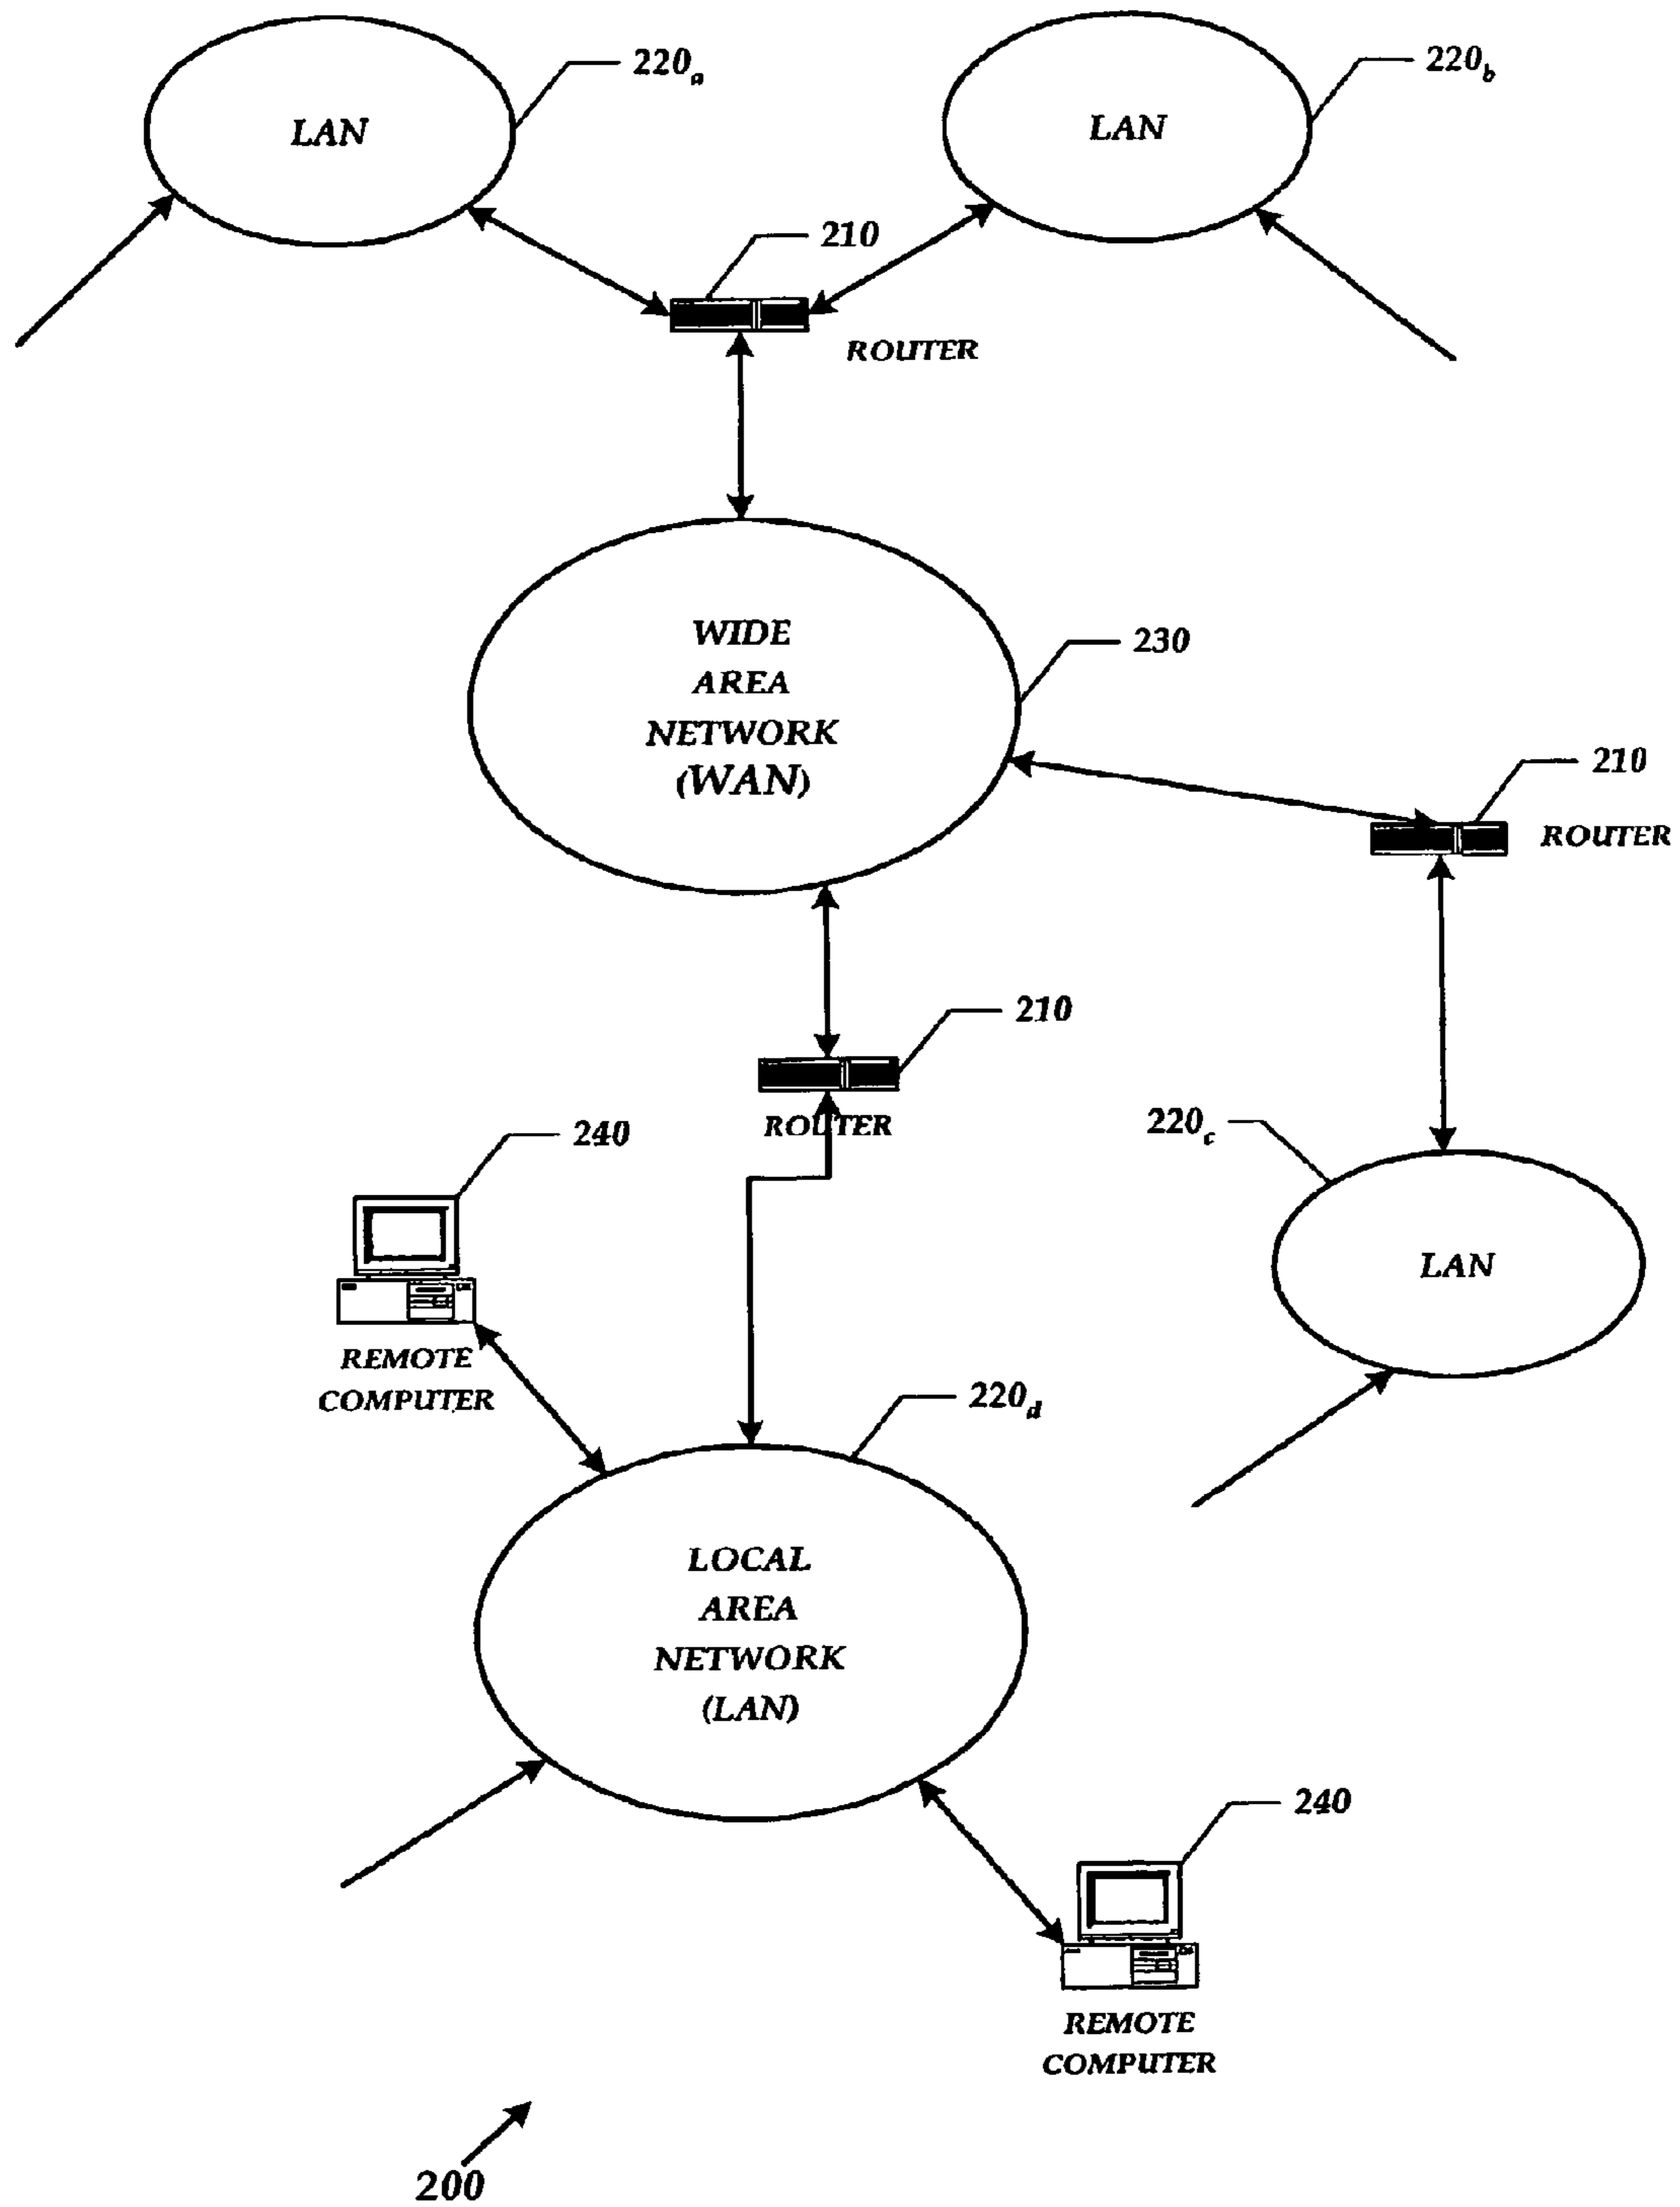 220a
220b
LAN
LAN
210
ROUTER
WIDE
AREA
NETWORK
(WAN)
230
210
ROUTER
210
ROUTER
240
REMOTE
COMPUTER
220c
LAN
220d
LOCAL
AREA
NETWORK
(LAN)
240
REMOTE
COMPUTER
200